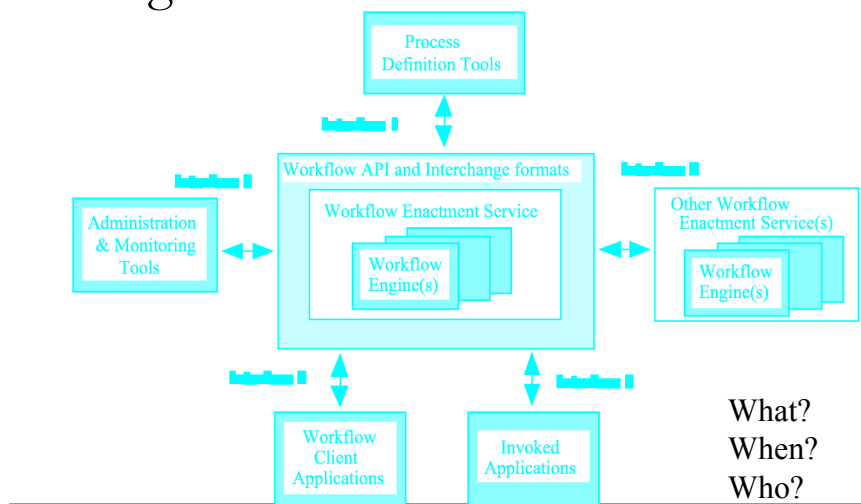 Process
Definition Tools
Workflow API and Interchange formats
Workflow Enactment Service
Workflow
Engine(s)
Administration
& Monitoring
Tools
Other Workflow
Enactment Service(s)
Workflow
Engine(s)
Workflow
Client
Applications
Invoked
Applications
What?
When?
Who?